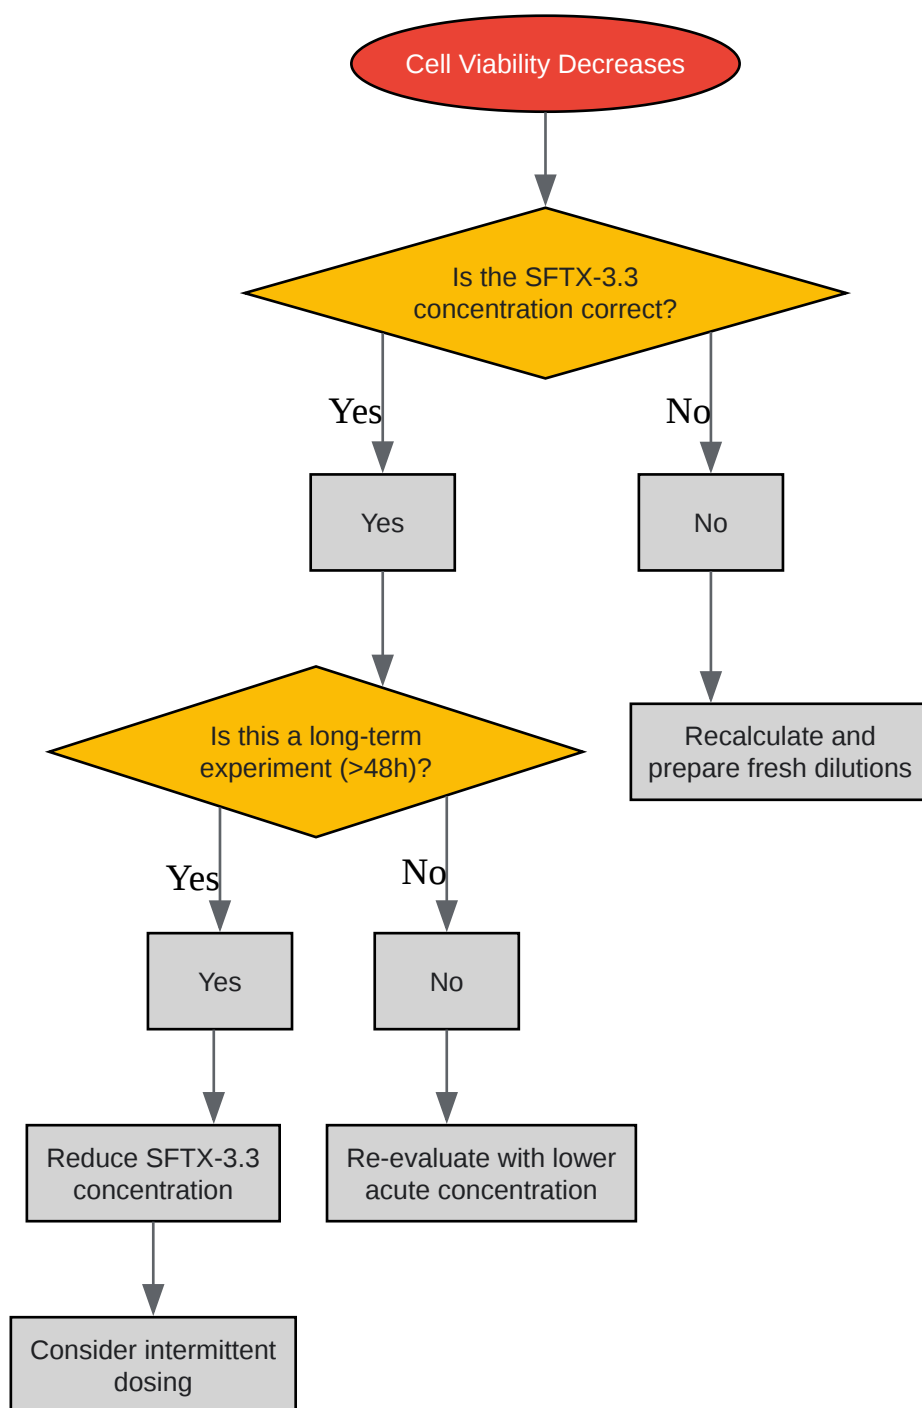 Cell Viability Decreases
Is the SFTX-3.3
concentration correct?
Yes
No
Yes
No
Is this a long-term
experiment (>48h)?
Recalculate and
prepare fresh dilutions
Yes
No
Yes
No
Reduce SFTX-3.3
concentration
Re-evaluate with lower
acute concentration
Consider intermittent
dosing